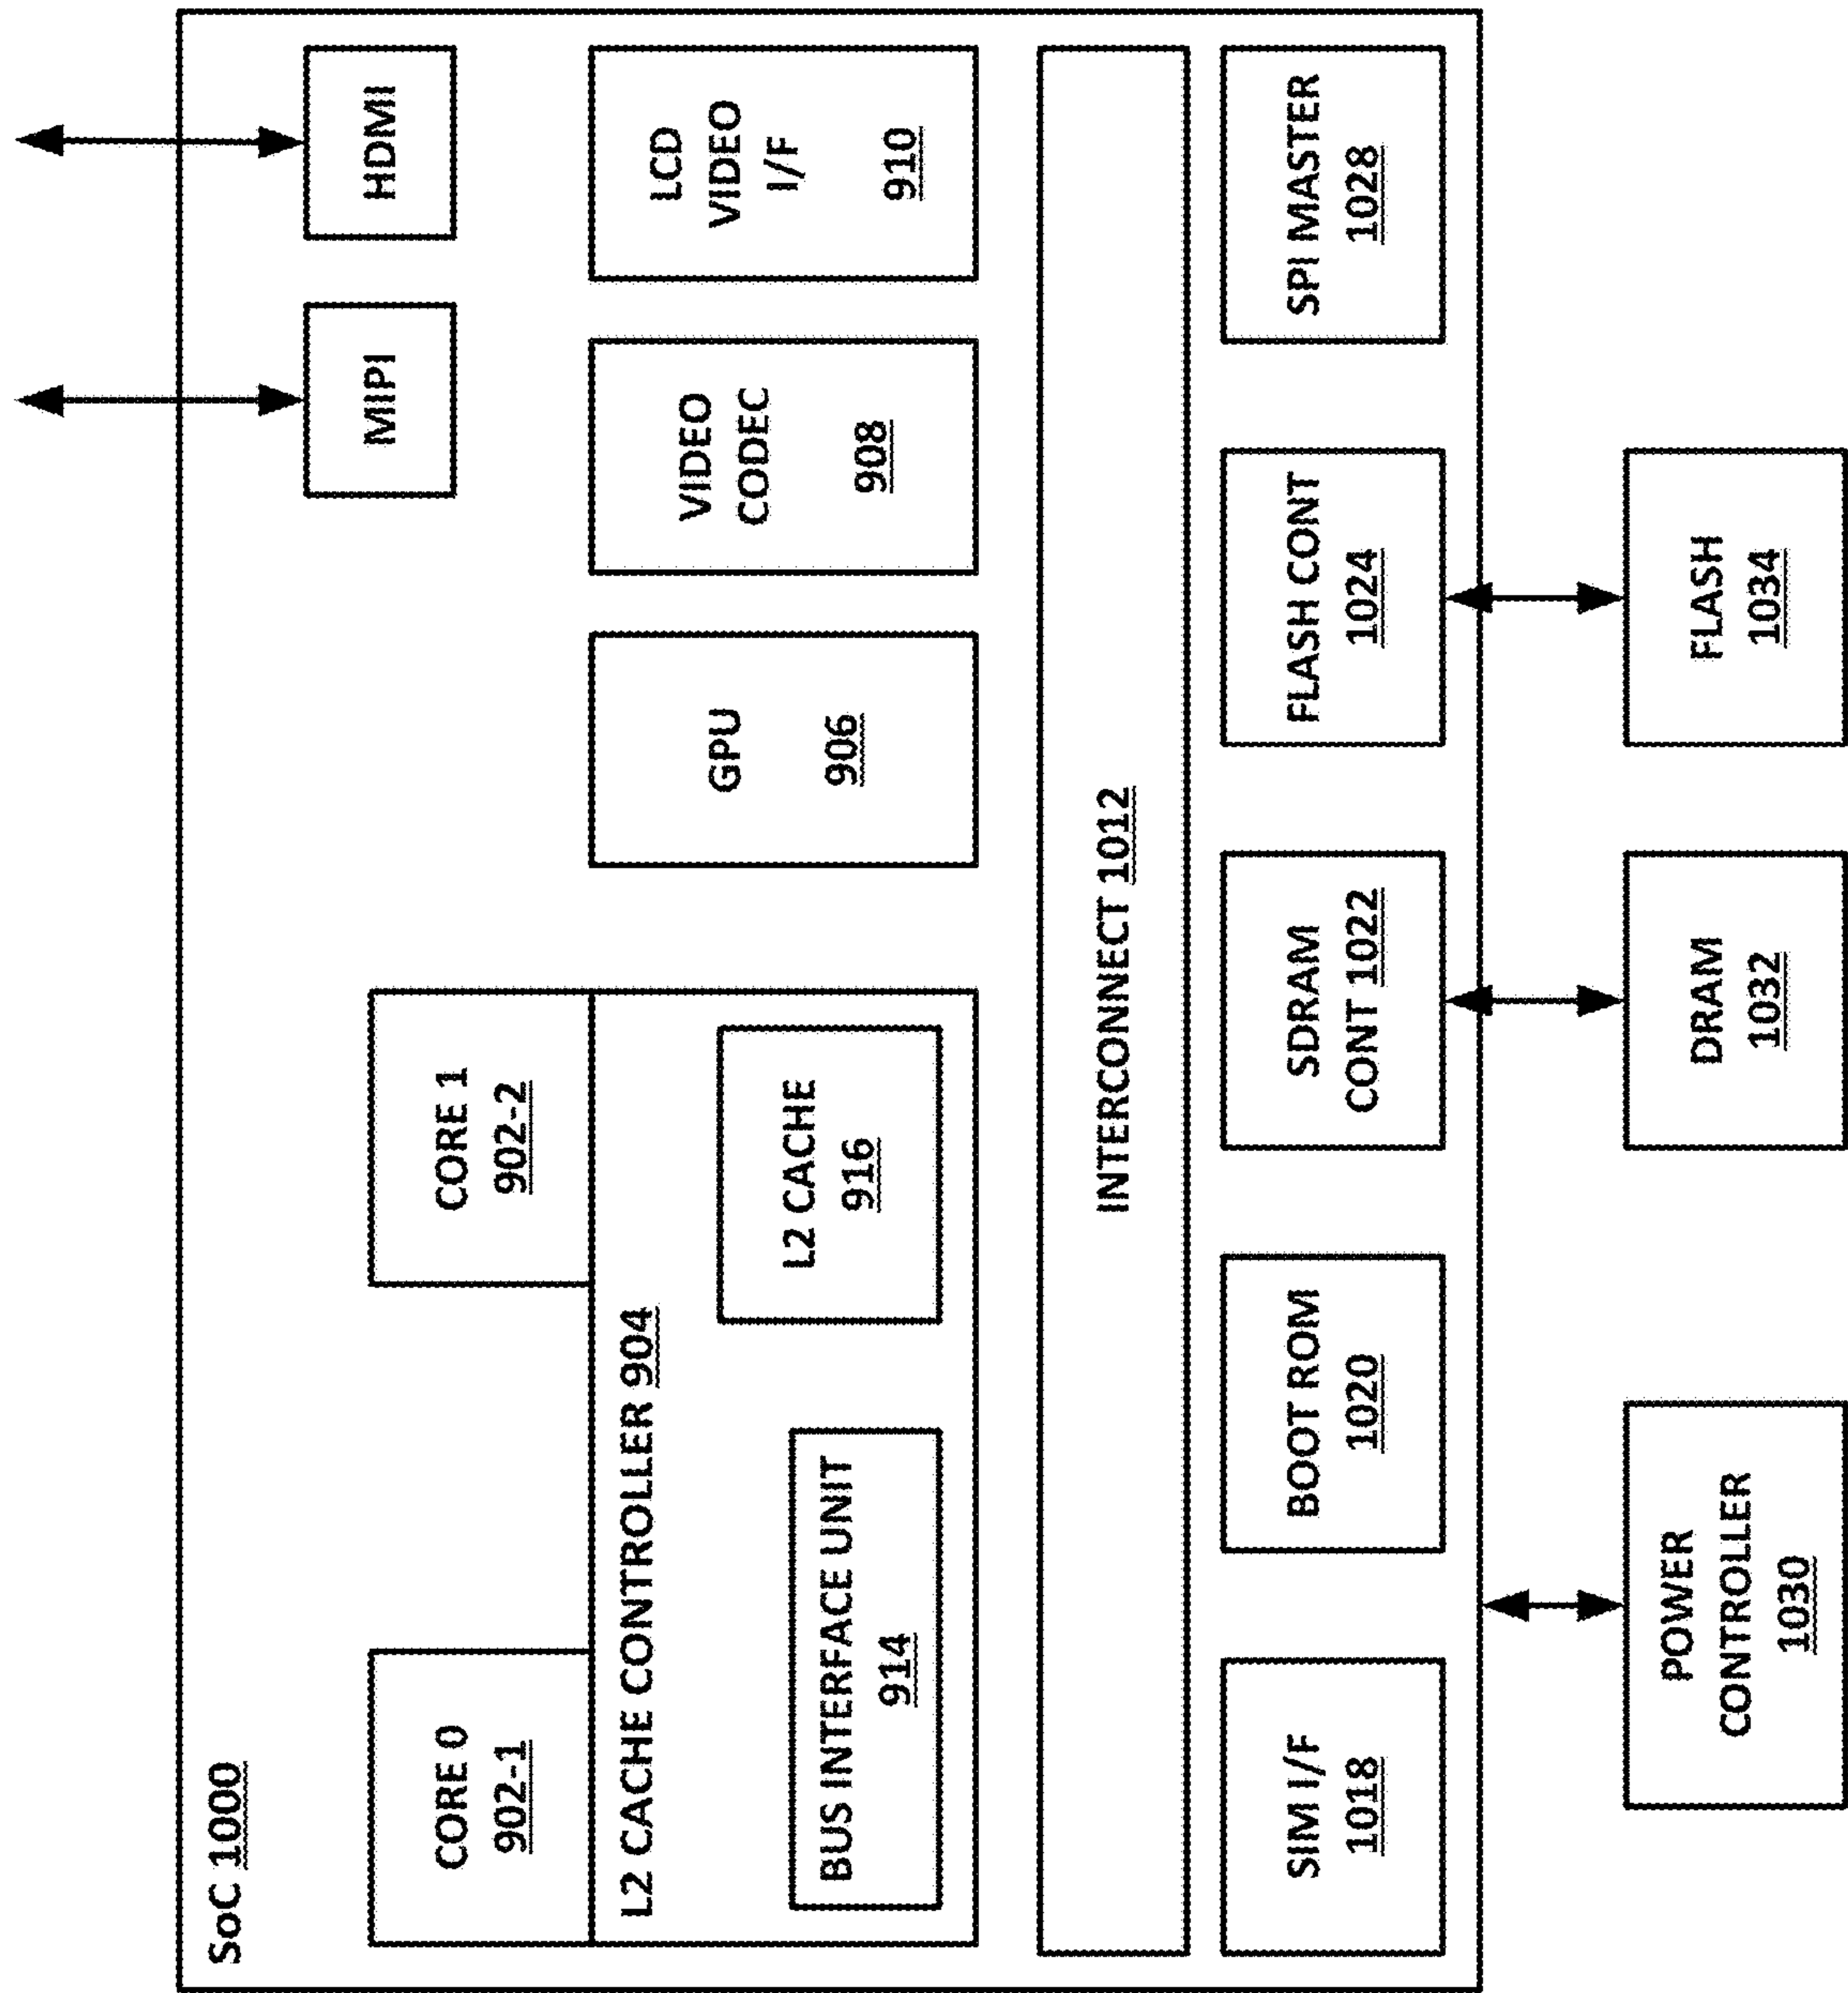 SoC 1000
MIPI
HDMI
CORE 0
902-1
CORE 1
902-2
L2 CACHE CONTROLLER 904
BUS INTERFACE UNIT
914
L2 CACHE
916
GPU
906
VIDEO
CODEC
908
LCD
VIDEO
I/F
910
INTERCONNECT 1012
SIM I/F
1018
BOOT ROM
1020
SDRAM
CONT 1022
FLASH CONT
1024
SPI MASTER
1028
POWER
CONTROLLER
1030
DRAM
1032
FLASH
1034